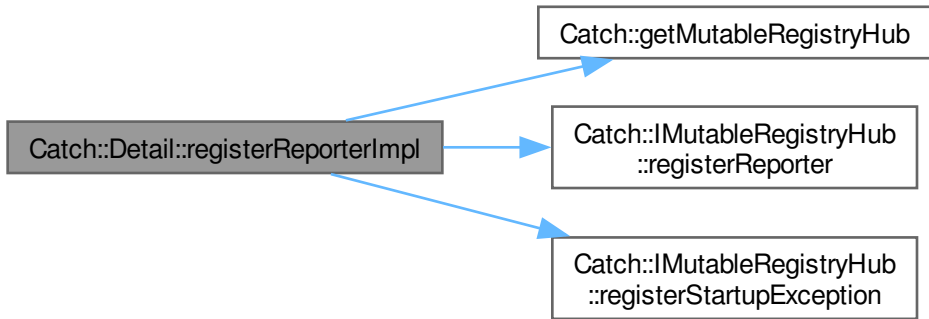 Catch::getMutableRegistryHub
Catch::Detail::registerReporterImpl
Catch::IMutableRegistryHub
::registerReporter
Catch::IMutableRegistryHub
::registerStartupException